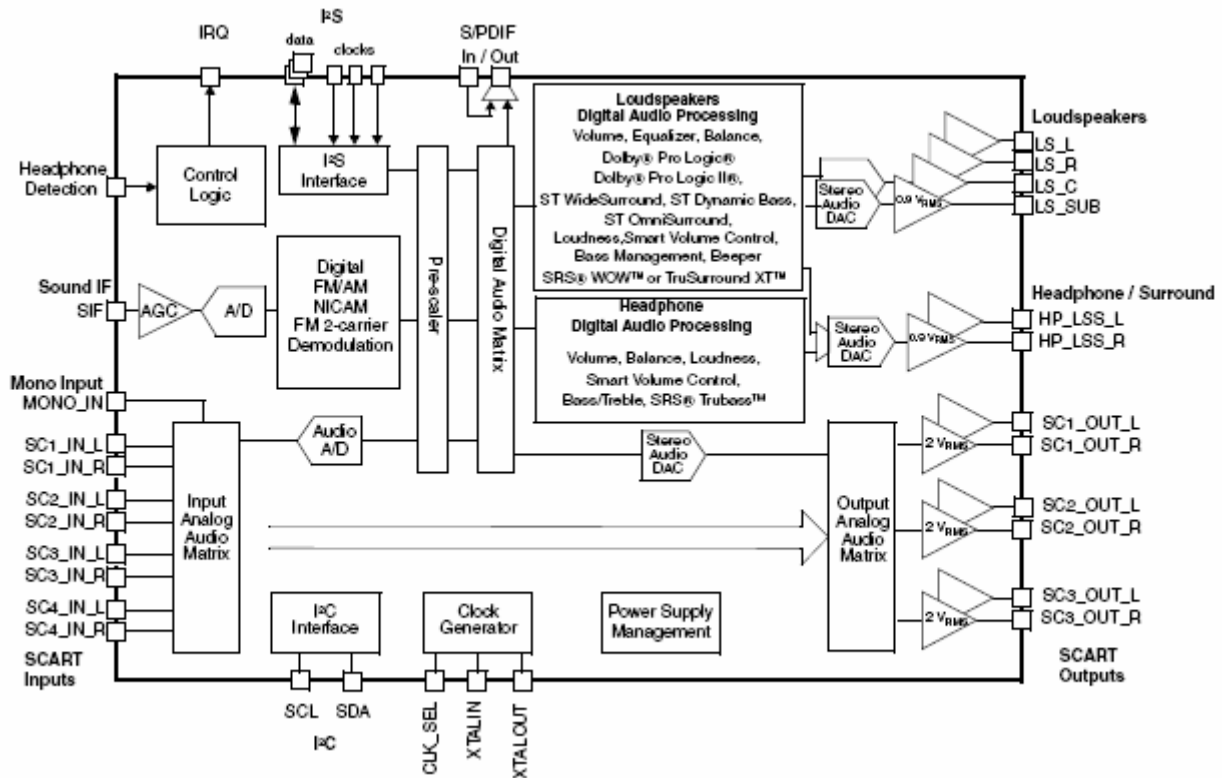 I²S
IRQ
data
clocks
S/PDIF
In / Out
Headphone
Detection
Control
Logic
I²S
Interface
Loudspeakers
Digital Audio Processing
Volume, Equalizer, Balance,
Dolby® Pro Logic®
Dolby® Pro Logic II®,
ST WideSurround, ST Dynamic Bass,
ST OmniSurround,
Loudness,Smart Volume Control,
Bass Management, Beeper
SRS® WOW™ or TruSurround XT™
Stereo
Audio
DAC
0.9 VRMS
Loudspeakers
LS_L
LS_R
LS_C
LS_SUB
Sound IF
SIF
AGC
A/D
Digital
FM/AM
NICAM
FM 2-carrier
Demodulation
Pre-scaler
Digital Audio Matrix
Headphone
Digital Audio Processing
Volume, Balance, Loudness,
Smart Volume Control,
Bass/Treble, SRS® Trubass™
Stereo
Audio
DAC
0.9 VRMS
Headphone / Surround
HP_LSS_L
HP_LSS_R
Mono Input
MONO_IN
SC1_IN_L
SC1_IN_R
SC2_IN_L
SC2_IN_R
SC3_IN_L
SC3_IN_R
SC4_IN_L
SC4_IN_R
SCART
Inputs
Input
Analog
Audio
Matrix
Audio
A/D
Stereo
Audio
DAC
Output
Analog
Audio
Matrix
2 VRMS
2 VRMS
2 VRMS
SC1_OUT_L
SC1_OUT_R
SC2_OUT_L
SC2_OUT_R
SC3_OUT_L
SC3_OUT_R
SCART
Outputs
I²C
Interface
Clock
Generator
Power Supply
Management
SCL
SDA
I²C
CLK_SEL
XTALIN
XTALOUT